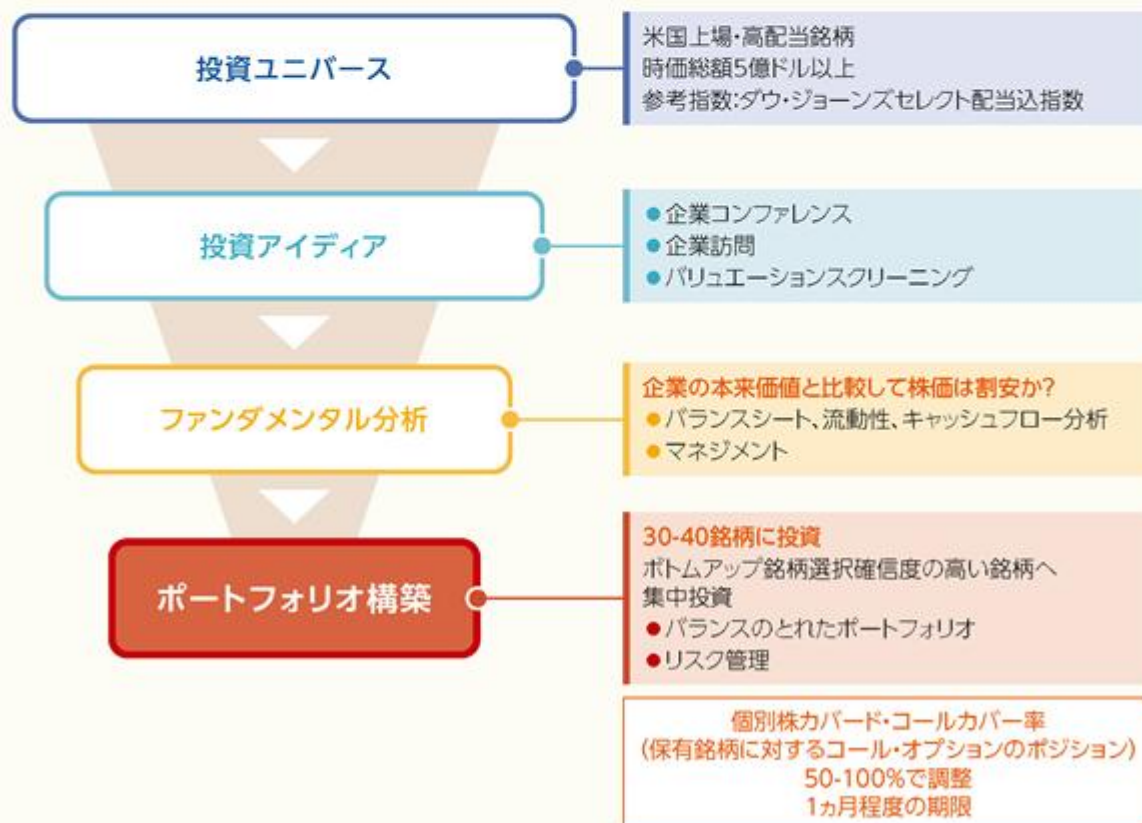 投資ユニバース
米国上場・高配当銘柄
時価総額5億ドル以上
参考指数:ダウ・ジョーンズセレクト配当込指数
投資アイディア
●企業コンファレンス
●企業訪問
●バリュエーションスクリーニング
ファンダメンタル分析
企業の本来価値と比較して株価は割安か?
●バランスシート、流動性、キャッシュフロー分析
●マネジメント
ポートフォリオ構築
30-40銘柄に投資
ボトムアップ銘柄選択確信度の高い銘柄へ
集中投資
●バランスのとれたポートフォリオ
●リスク管理
個別株カバード・コールカバー率
(保有銘柄に対するコール・オプションのポジション)
50-100%で調整
1ヵ月程度の期限